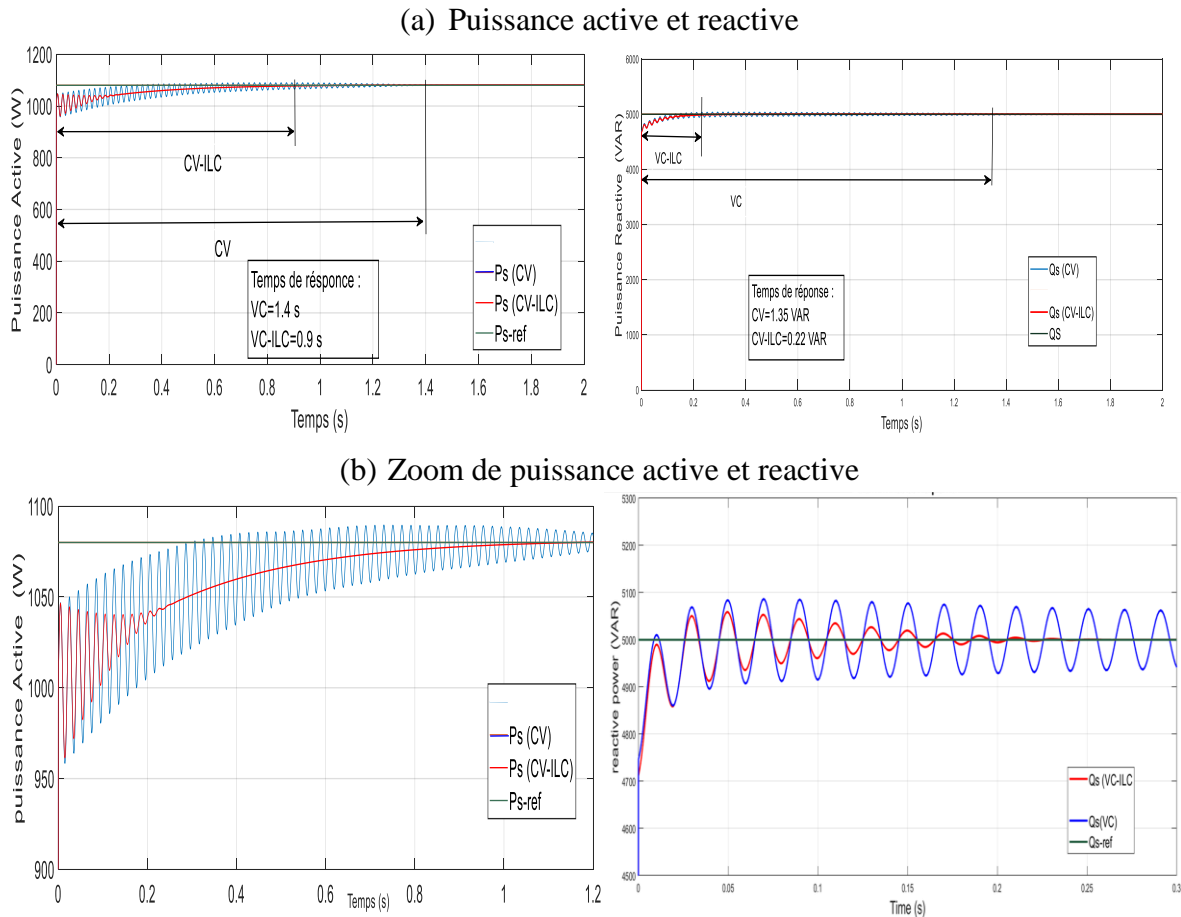 (a) Puissance active et reactive
1200
1000
800
600
400
200
0
Puissance Active (W)
CV-ILC
CV
Temps de résponce :
VC=1.4 s
VC-ILC=0.9 s
Ps (CV)
Ps (CV-ILC)
Ps-ref
0 0.2 0.4 0.6 0.8 1 1.2 1.4 1.6 1.8 2
Temps (s)
6000
5000
4000
3000
2000
1000
0
Puissance Reactive (VAR)
VC-ILC
VC
Temps de réponse :
CV=1.35 VAR
CV-ILC=0.22 VAR
Qs (CV)
Qs (CV-ILC)
QS
0 0.2 0.4 0.6 0.8 1 1.2 1.4 1.6 1.8 2
Temps (s)
(b) Zoom de puissance active et reactive
1100
1050
1000
950
900
puissance Active (W)
Ps (CV)
Ps (CV-ILC)
Ps-ref
0 0.2 0.4 0.6 0.8 1 1.2
Temps (s)
5300
5200
5100
5000
4900
4800
4700
4600
4500
reactive power (VAR)
Qs (VC-ILC
Qs(VC)
Qs-ref
0 0.05 0.1 0.15 0.2 0.25 0.3
Time (s)